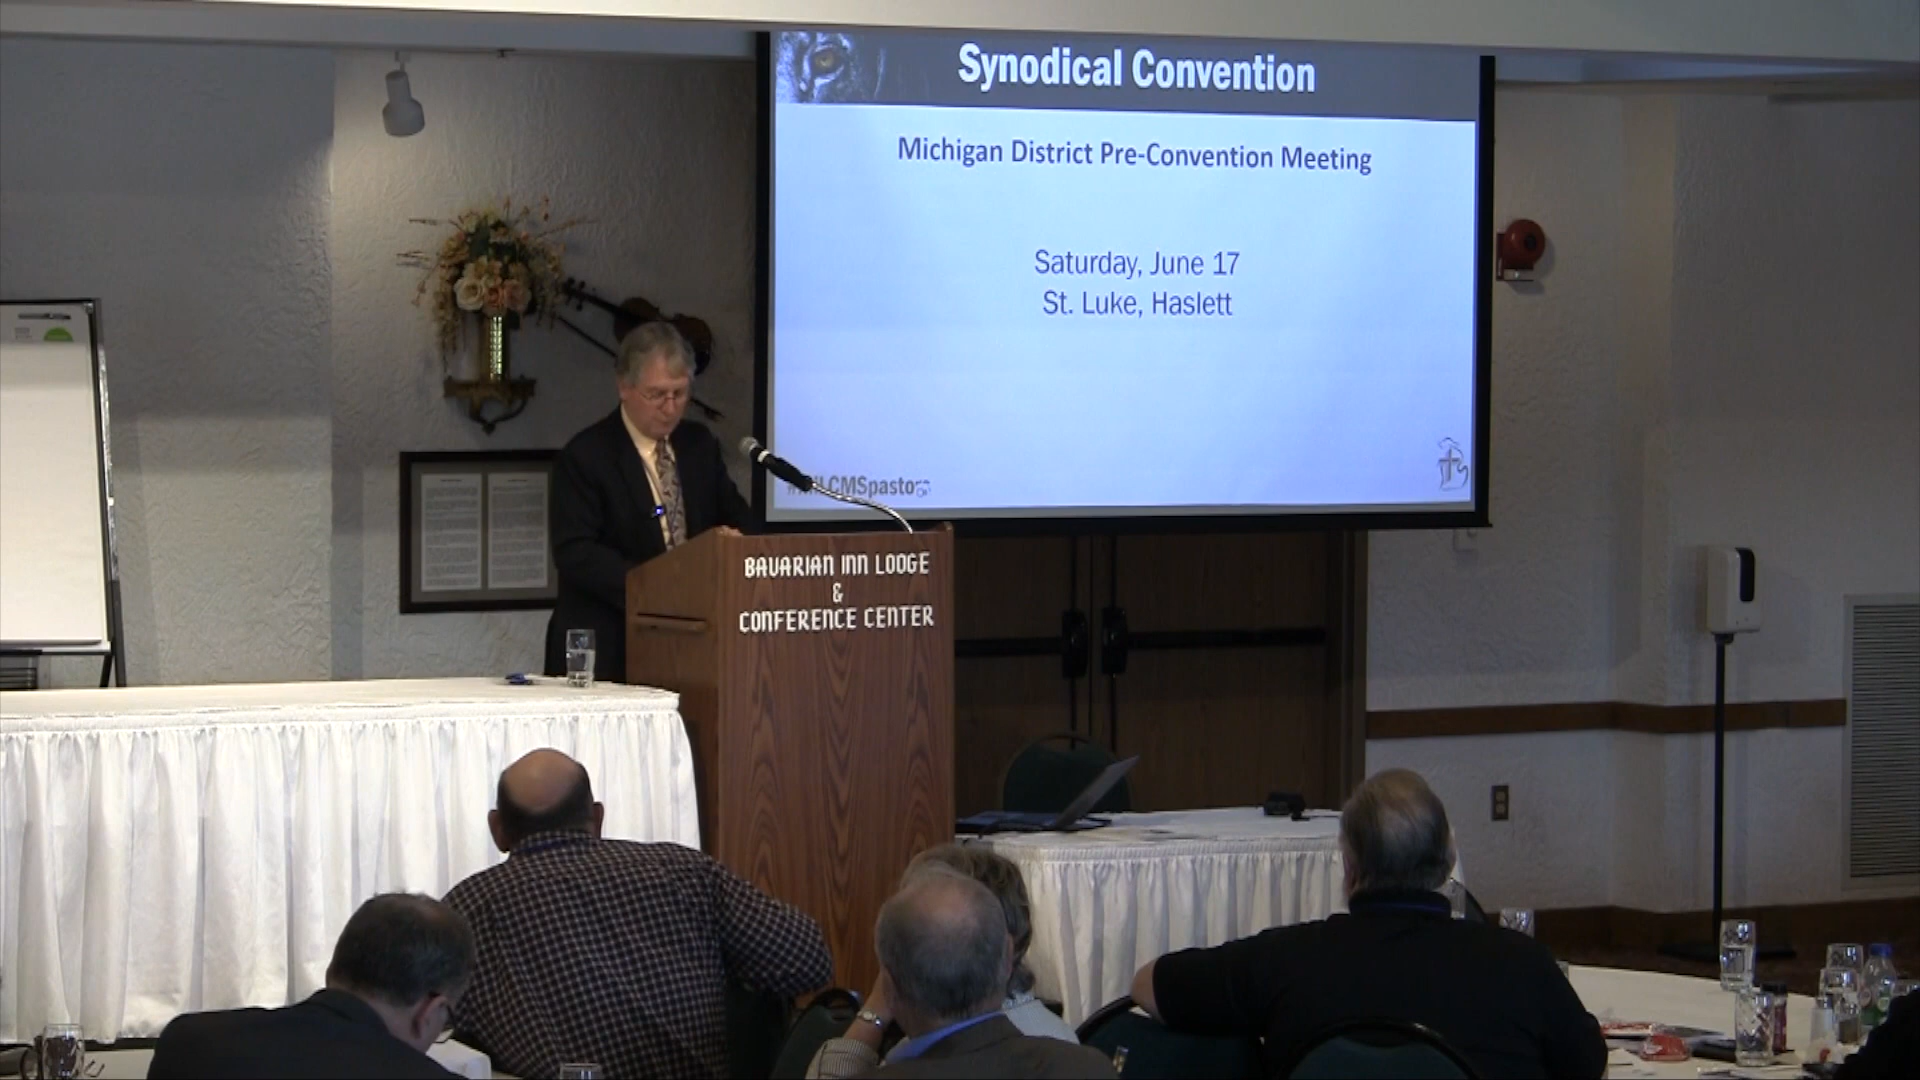 Synodical Convention
Michigan District Pre-Convention Meeting
Saturday, June 17
St. Luke, Haslett
BAVARIAN INN LODGE
&
CONFERENCE CENTER